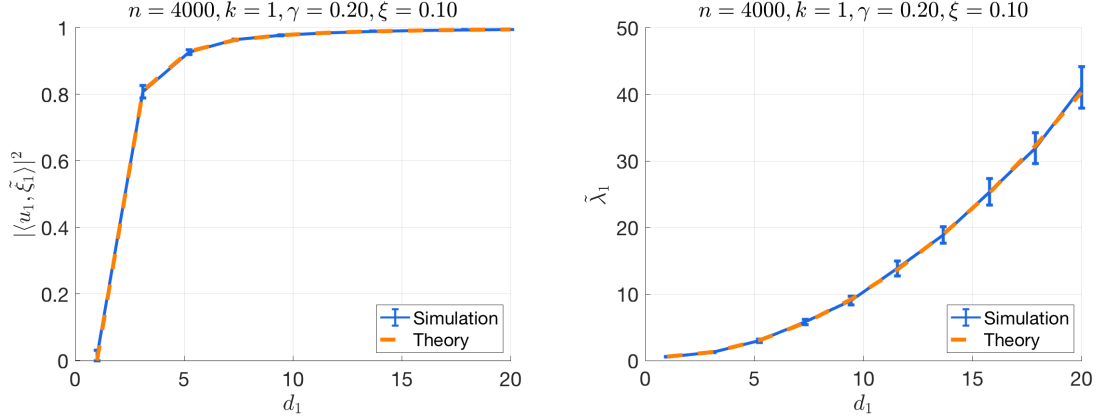 n = 4000, k = 1, γ = 0.20, ξ = 0.10
1
0.8
0.6
0.4
0.2
0
0
5
10
15
20
|⟨u₁, ξ̃₁⟩|²
d₁
Simulation
Theory
n = 4000, k = 1, γ = 0.20, ξ = 0.10
50
40
30
20
10
0
0
5
10
15
20
λ̃₁
d₁
Simulation
Theory